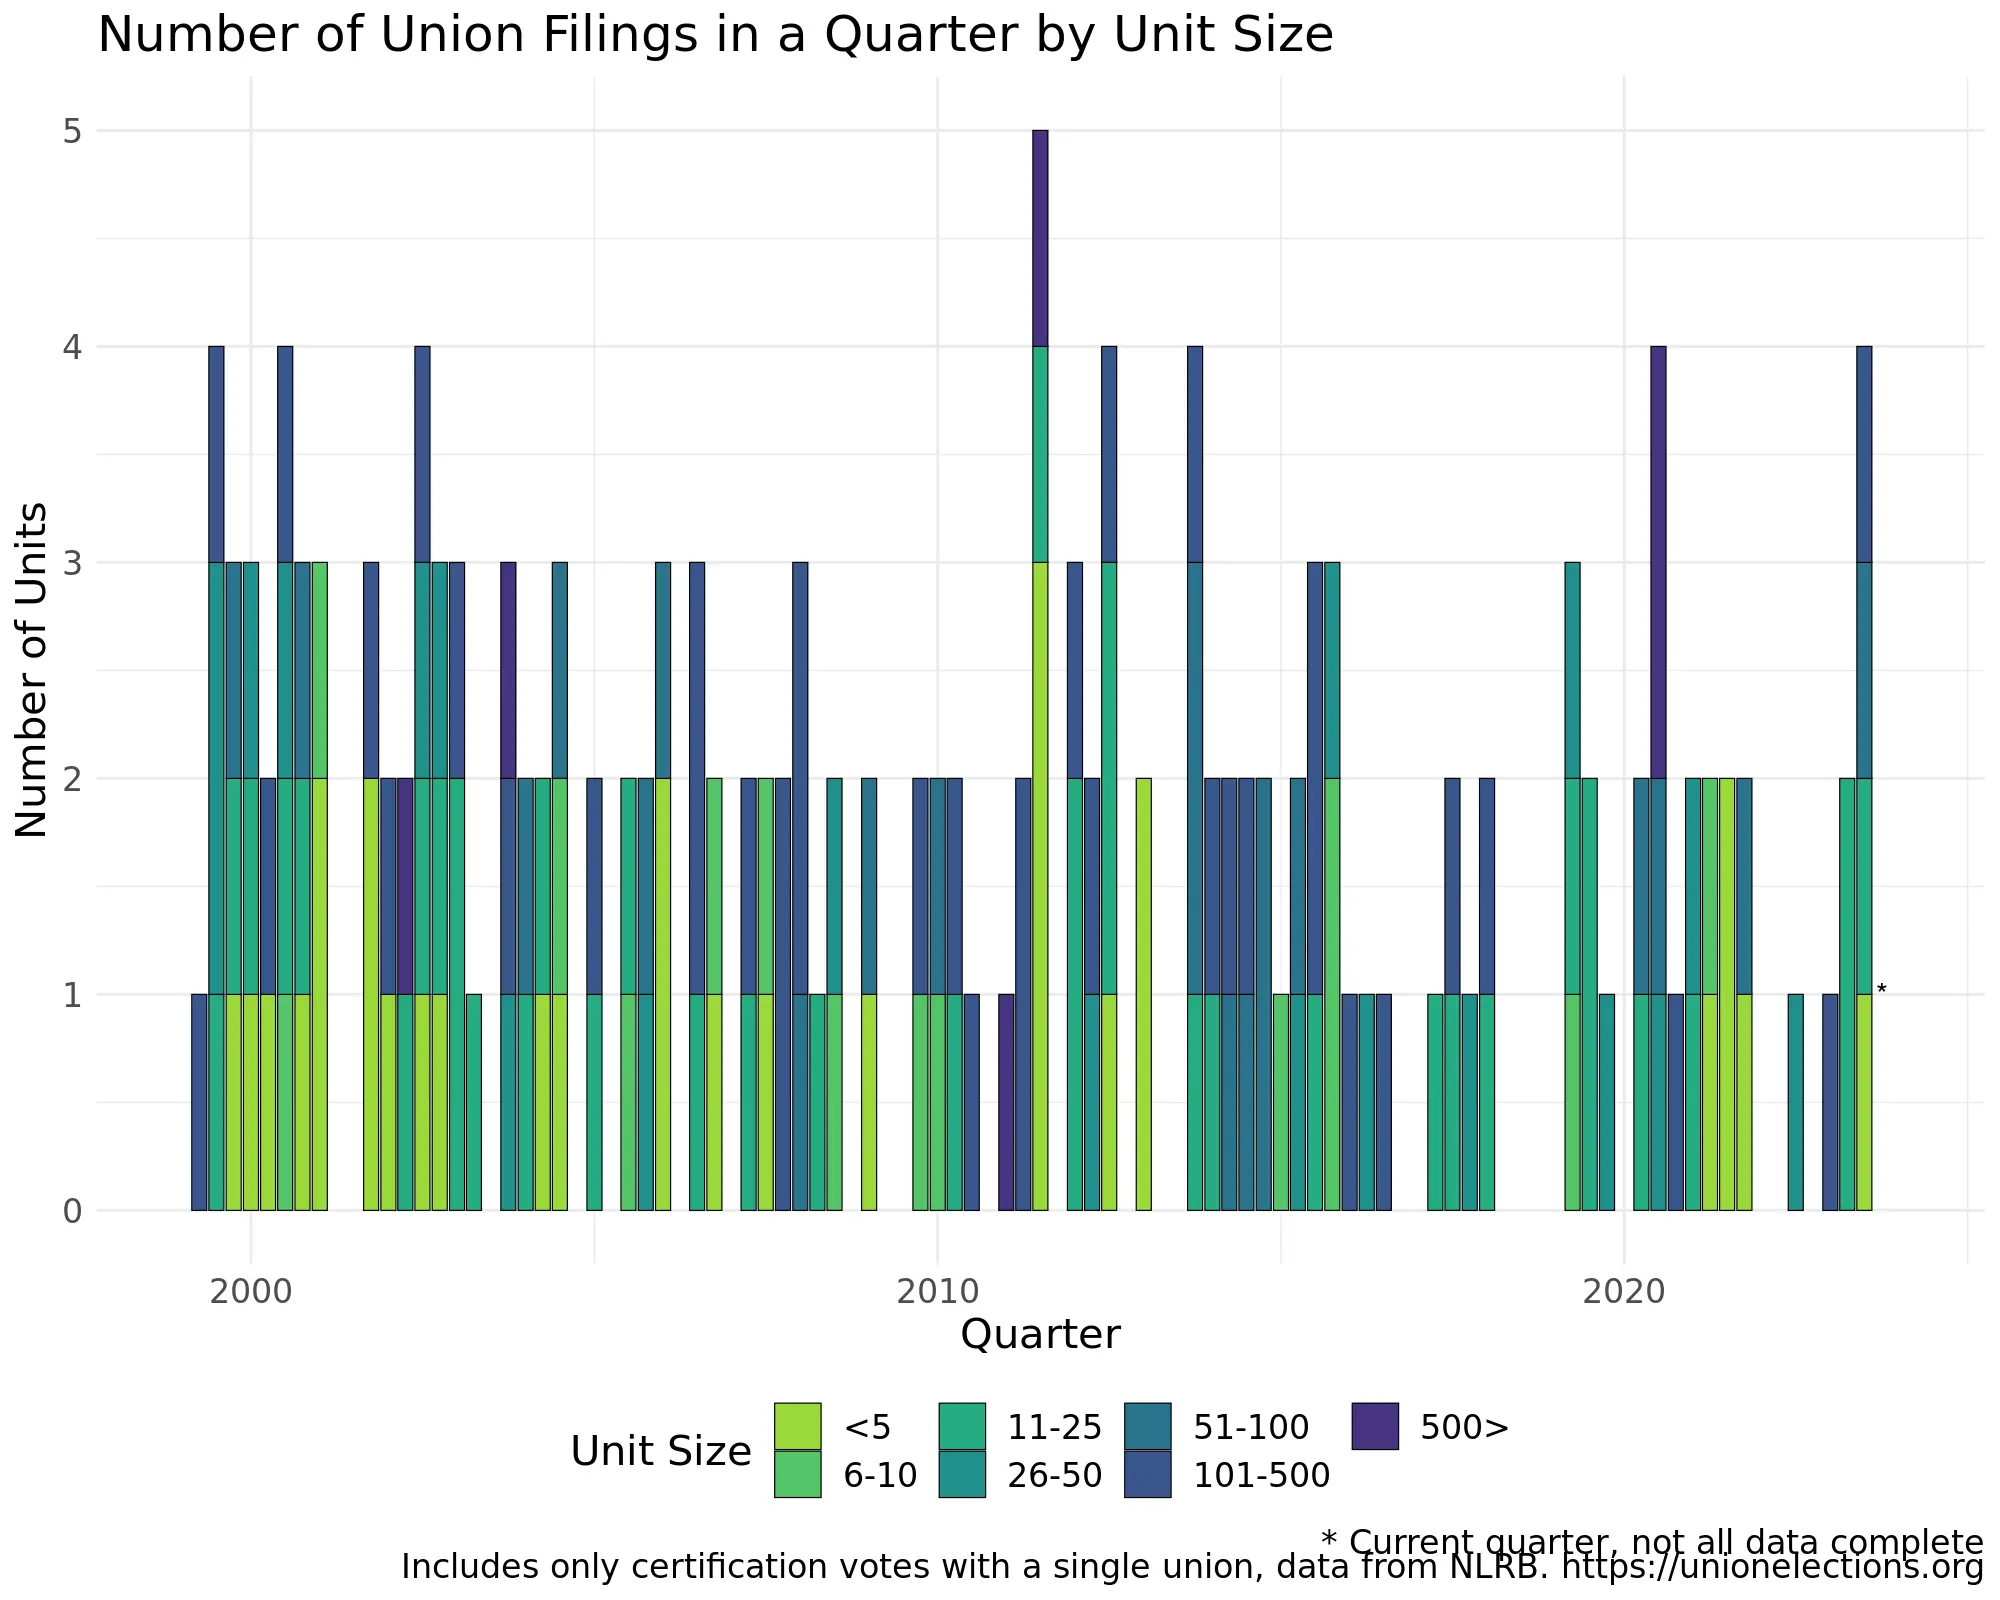 Number of Union Filings in a Quarter by Unit Size
Number of Units
5
4
3
2
1
0
*
2000 2010 2020
Quarter
Unit Size
<5 11-25 51-100 500>
6-10 26-50 101-500
* Current quarter, not all data complete
Includes only certification votes with a single union, data from NLRB. https://unionelections.org